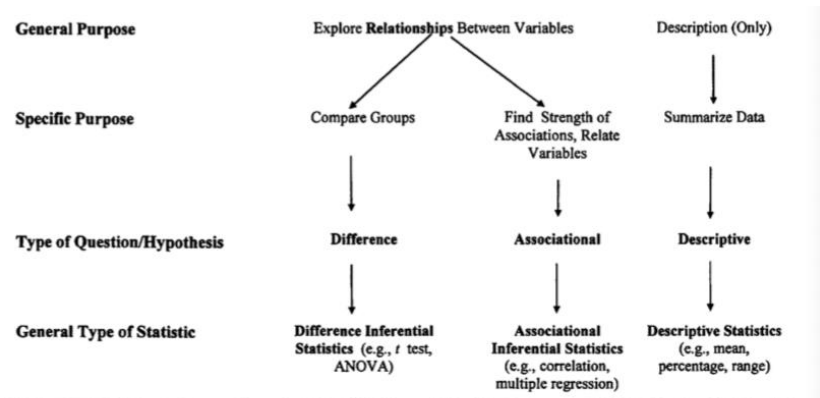 General Purpose
Explore Relationships Between Variables
Description (Only)
Specific Purpose
Compare Groups
Find Strength of
Associations, Relate
Variables
Summarize Data
Type of Question/Hypothesis
Difference
Associational
Descriptive
General Type of Statistic
Difference Inferential
Statistics (e.g., t test,
ANOVA)
Associational
Inferential Statistics
(e.g., correlation,
multiple regression)
Descriptive Statistics
(e.g., mean,
percentage, range)